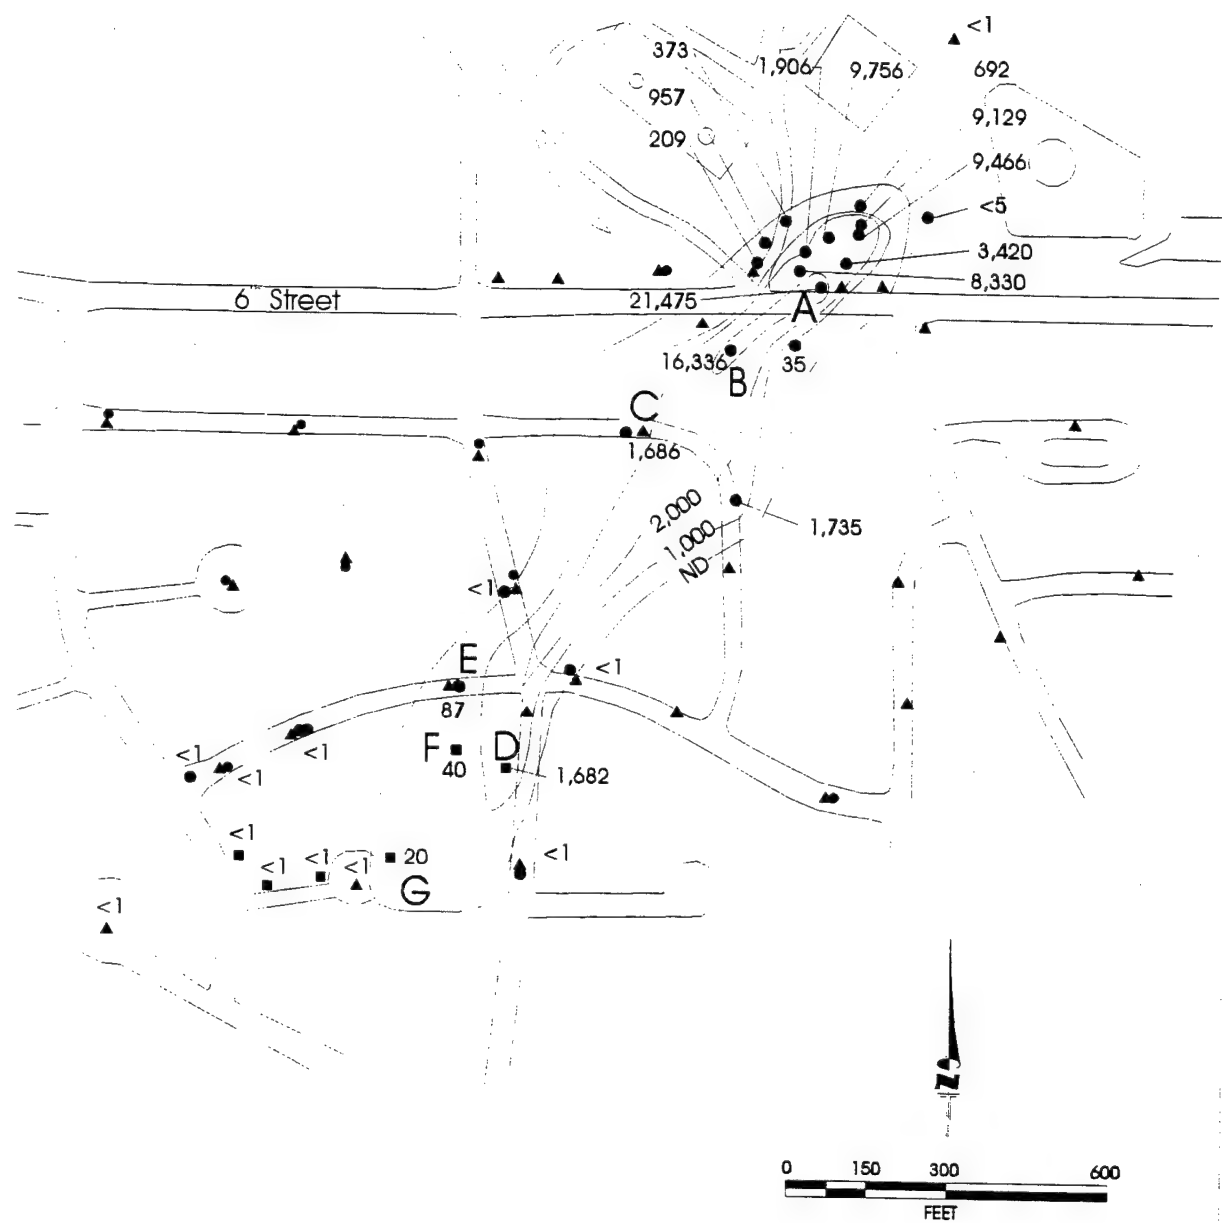 <1
373
1,906
9,756
692
957
9,129
209
9,466
<5
3,420
8,330
6TH Street
21,475
A
16,336
35
B
C
1,686
2,000
1,735
1,000
ND
<1
E
<1
87
F
D
<1
<1
<1
40
1,682
<1
<1
<1
<1
20
<1
G
<1
N
0 150 300 600
FEET